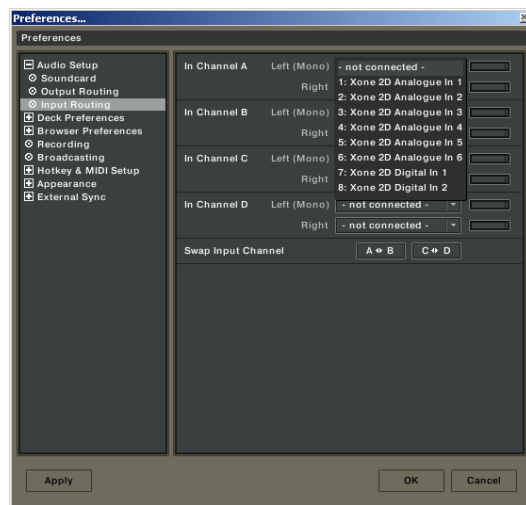 Preferences...
Preferences
Audio Setup
Soundcard
Output Routing
Input Routing
Deck Preferences
Browser Preferences
Recording
Broadcasting
Hotkey & MIDI Setup
Appearance
External Sync
In Channel A Left (Mono) - not connected -
Right
1: Xone 2D Analogue In 1
2: Xone 2D Analogue In 2
In Channel B Left (Mono) 3: Xone 2D Analogue In 3
4: Xone 2D Analogue In 4
Right 5: Xone 2D Analogue In 5
In Channel C Left (Mono) 6: Xone 2D Analogue In 6
7: Xone 2D Digital In 1
Right 8: Xone 2D Digital In 2
In Channel D Left (Mono) - not connected -
Right - not connected -
Swap Input Channel A B C D
Apply
OK
Cancel